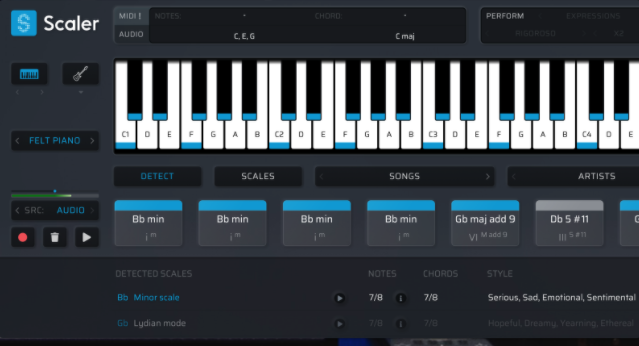 Scaler
MIDI
NOTES - CHORD -
AUDIO C, E, G C maj
PERFORM EXPRESSIONS
RIGOROSO X2
C1 D E F G A B C2 D E F G A B C3 D E F G A B C4 D E
FELT PIANO
DETECT SCALES SONGS ARTISTS
SRC: AUDIO
Bb min Bb min Bb min Bb min Gb maj add 9 Db S #11
i m i m i m i m VI M add 9 III S #11
DETECTED SCALES NOTES CHORDS STYLE
Bb Minor scale 7/8 i 7/8 Serious, Sad, Emotional, Sentimental
Gb Lydian mode 7/8 i 7/8 Hopeful, Dreamy, Yearning, Ethereal